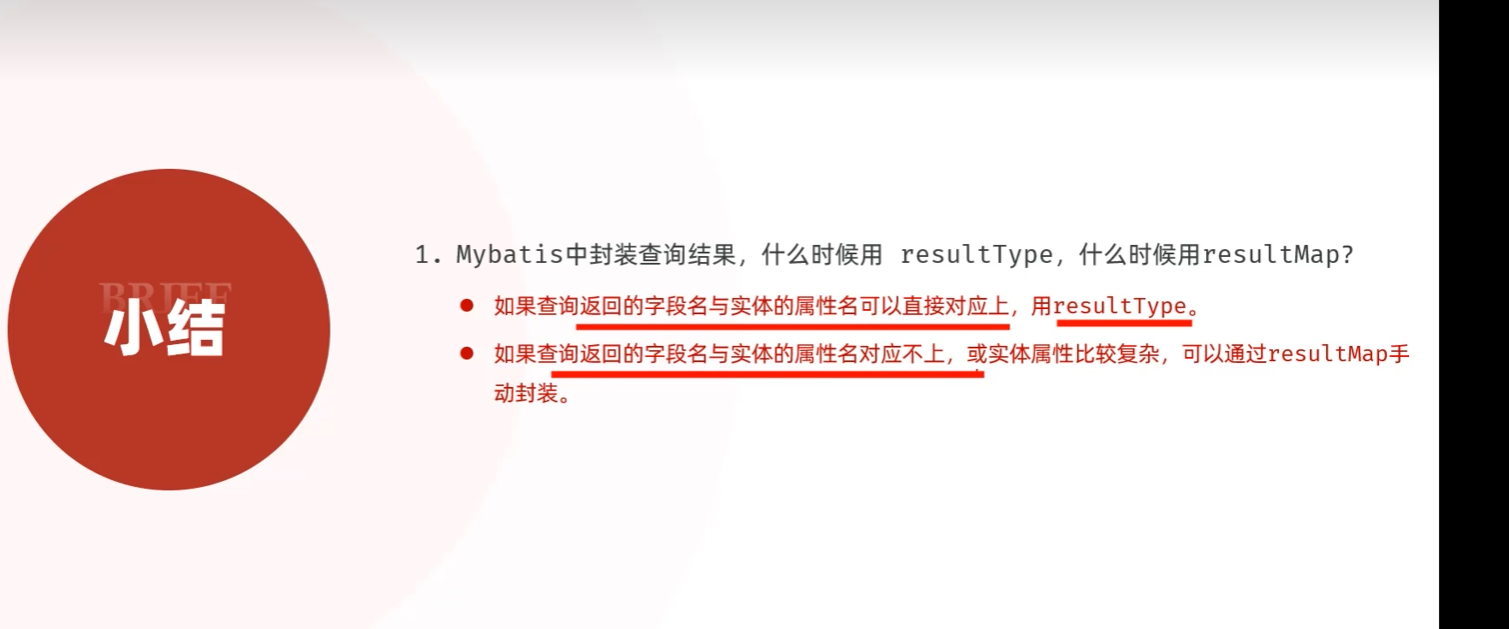 BRIEF
小结
1. Mybatis中封装查询结果，什么时候用 resultType，什么时候用resultMap?
● 如果查询返回的字段名与实体的属性名可以直接对应上，用resultType。
● 如果查询返回的字段名与实体的属性名对应不上，或实体属性比较复杂，可以通过resultMap手
动封装。